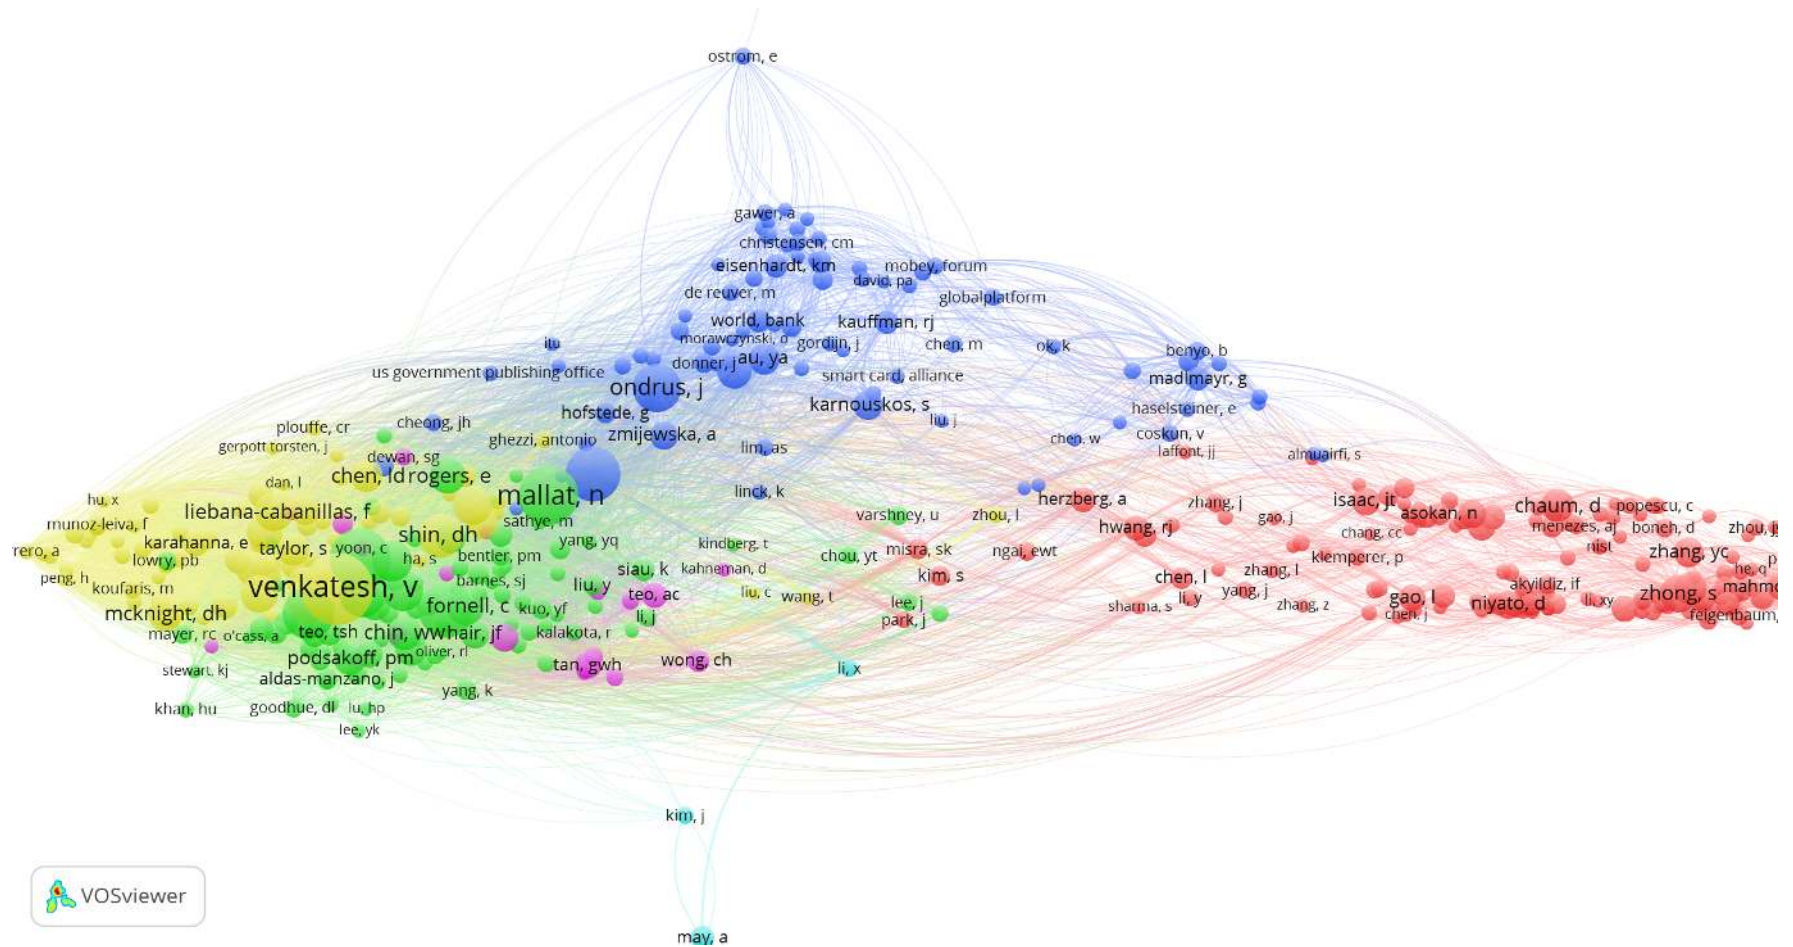 ostrom, e
gawer, a
christensen, cm
eisenhardt, km
mobey, forum
david, pa
de reuver, m
globalplatform
world, bank
kauffman, rj
morawczynski, o
gordijn, j
chen, m
ok, k
itu
benyo, b
donner, j
au, ya
us government publishing office
smart card, alliance
madlmayr, g
ondrus, j
karnouskos, s
haselsteiner, e
hofstede, g
liu, j
plouffe, cr
cheong, jh
zmijewska, a
coskun, v
gerpott torsten, j
ghezzi, antonio
lim, as
chen, w
laffont, jj
almuairfi, s
dewan, sg
chen, ld
rogers, e
dan, l
mallat, n
linck, k
hu, x
herzberg, a
zhang, j
isaac, jt
chaum, d
popescu, c
liebana-cabanillas, f
asokan, n
munoz-leiva, f
sathye, m
varshney, u
zhou, l
gao, j
hwang, rj
menezes, aj
boneh, d
zhou, jy
shin, dh
chang, cc
karahanna, e
taylor, s
yoon, c
yang, yq
kindberg, t
nist
rero, a
lowry, pb
ha, s
bentler, pm
chou, yt
misra, sk
ngai, ewt
klemperer, p
zhang, yc
peng, h
siau, k
kahneman, d
zhang, l
he, q
koufaris, m
venkatesh, v
barnes, sj
liu, y
kim, s
chen, l
akyildiz, if
mahmo
teo, ac
liu, c
wang, t
yang, j
zhong, s
mcknight, dh
fornell, c
kuo, yf
lee, j
sharma, s
li, y
zhang, z
gao, l
niyato, d
li, xy
li, j
park, j
chen, j
feigenbaum,
mayer, rc
o'cass, a
teo, tsh
chin, ww
hair, jf
kalakota, r
oliver, rl
podsakoff, pm
tan, gwh
wong, ch
li, x
stewart, kj
aldas-manzano, j
yang, k
khan, hu
goodhue, dl
lu, hp
lee, yk
kim, j
VOSviewer
may, a